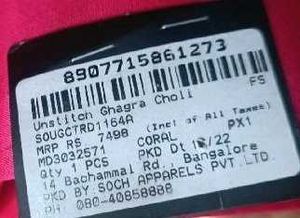 8907715861273
Unstitch Ghagra Choli FS
SOUGCTRD1164A
MRP RS 7498 (Incl of All Taxes)
MD3032571 CORAL PX1
Qty 1 PCS PKD Dt /22
14 Bachammal Rd., Bangalore
PKD BY.SOCH APPARELS PVT.LTD.
PH: 080-40858888